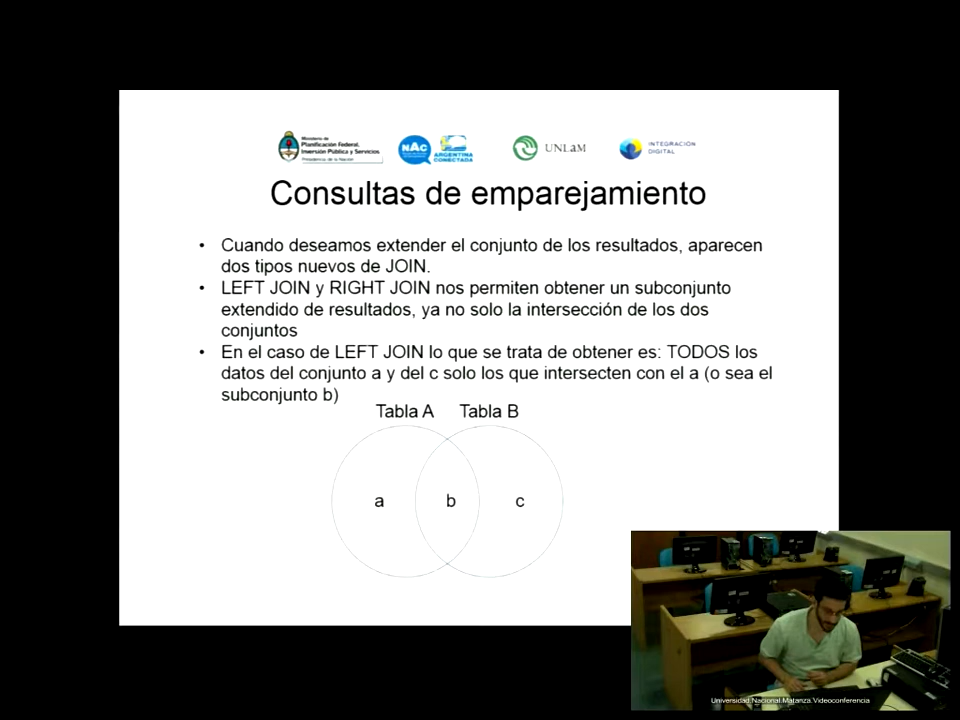 Ministerio de
Planificación Federal,
Inversión Pública y Servicios
Presidencia de la Nación
NAC
ARGENTINA
CONECTADA
UNLaM
INTEGRACIÓN
DIGITAL
Consultas de emparejamiento
• Cuando deseamos extender el conjunto de los resultados, aparecen
dos tipos nuevos de JOIN.
• LEFT JOIN y RIGHT JOIN nos permiten obtener un subconjunto
extendido de resultados, ya no solo la intersección de los dos
conjuntos
• En el caso de LEFT JOIN lo que se trata de obtener es: TODOS los
datos del conjunto a y del c solo los que intersecten con el a (o sea el
subconjunto b)
Tabla A Tabla B
a b c
Universidad.Nacional.Matanza.Videoconferencia